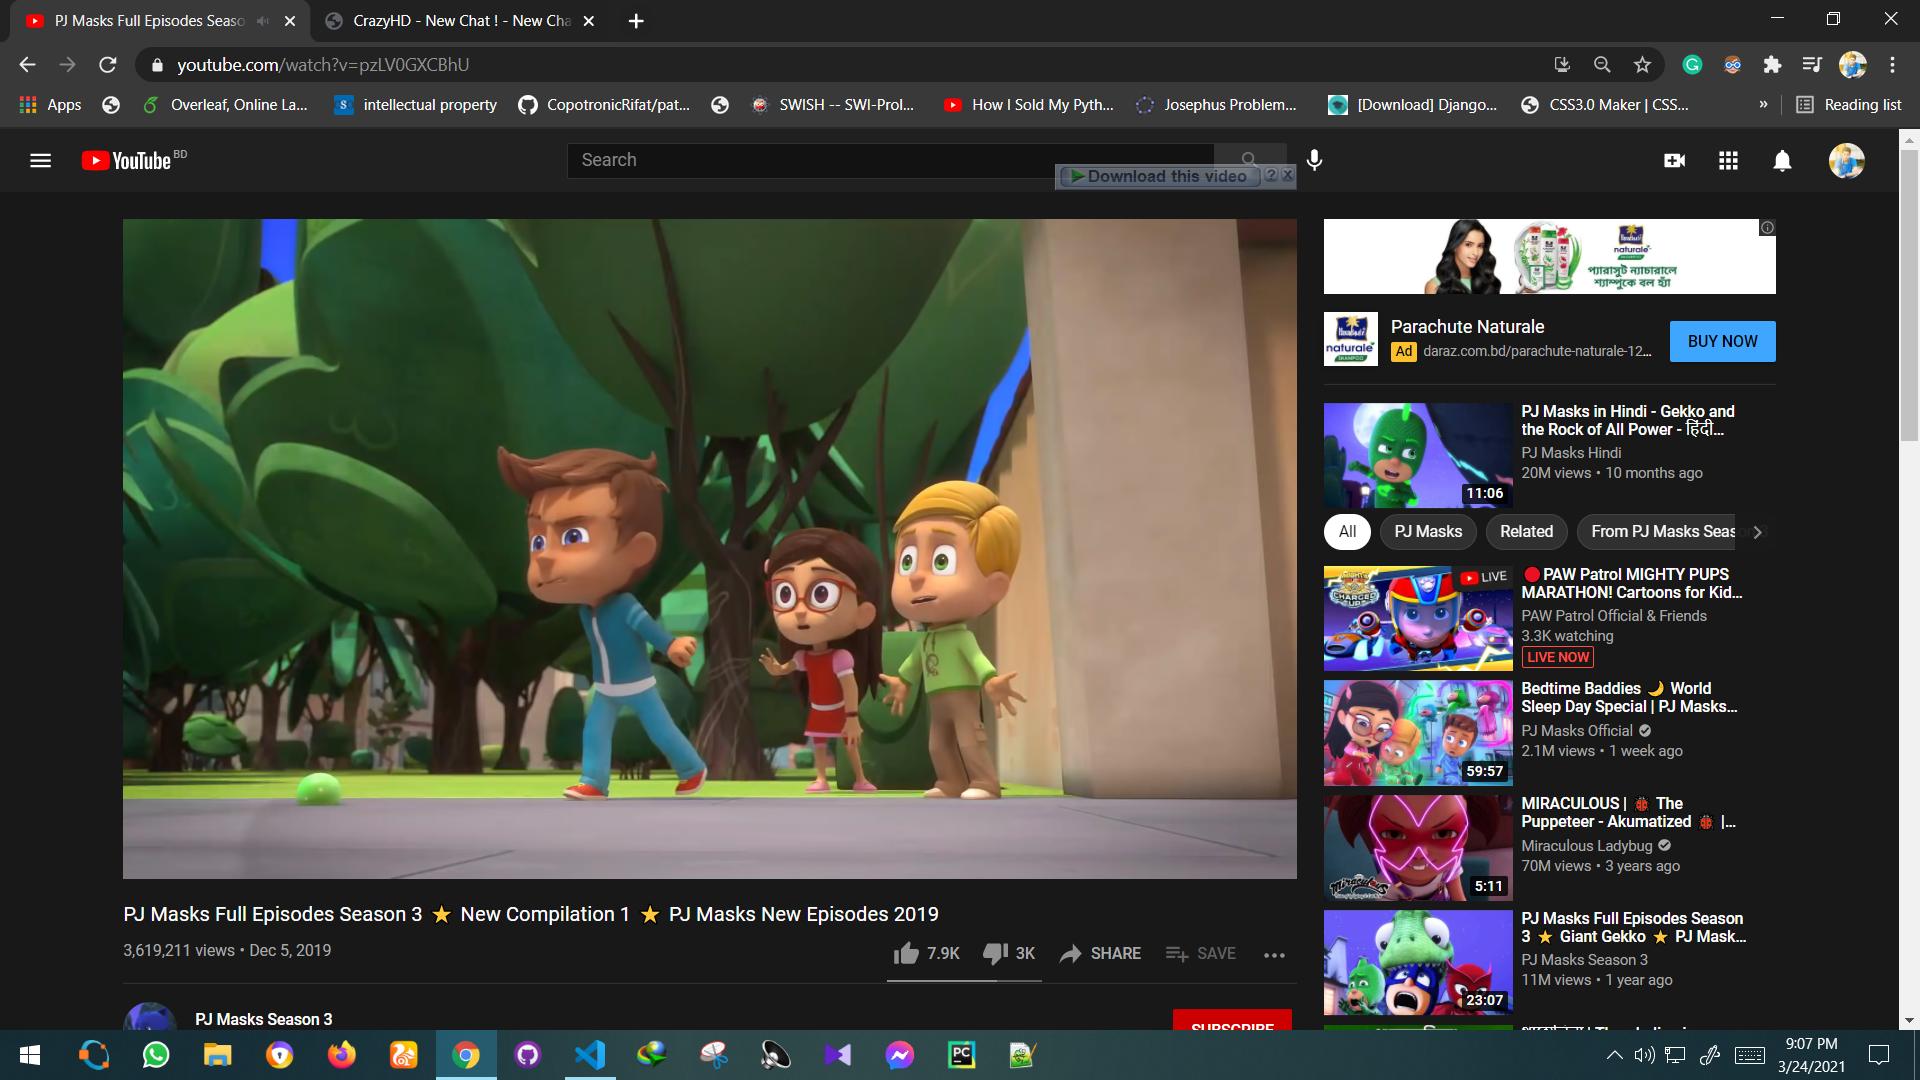 PJ Masks Full Episodes Seaso
CrazyHD - New Chat ! - New Cha
youtube.com/watch?v=pzLV0GXCBhU
Apps
Overleaf, Online La...
intellectual property
CopotronicRifat/pat...
SWISH -- SWI-Prol...
How I Sold My Pyth...
Josephus Problem...
[Download] Django...
CSS3.0 Maker | CSS...
»
Reading list
YouTube BD
Search
Download this video
naturale
প্যারাসুট ন্যাচারালে
শ্যাম্পুকে বল হ্যাঁ
naturale
SHAMPOO
Parachute Naturale
Ad daraz.com.bd/parachute-naturale-12...
BUY NOW
11:06
PJ Masks in Hindi - Gekko and
the Rock of All Power - हिंदी...
PJ Masks Hindi
20M views • 10 months ago
All
PJ Masks
Related
From PJ Masks Season 3
CHARGED UP
LIVE
PAW Patrol MIGHTY PUPS
MARATHON! Cartoons for Kid...
PAW Patrol Official & Friends
3.3K watching
LIVE NOW
59:57
Bedtime Baddies 🌙 World
Sleep Day Special | PJ Masks...
PJ Masks Official
2.1M views • 1 week ago
Miraculous
5:11
MIRACULOUS | 🐞 The
Puppeteer - Akumatized 🐞 |...
Miraculous Ladybug
70M views • 3 years ago
23:07
PJ Masks Full Episodes Season
3 ⭐ Giant Gekko ⭐ PJ Mask...
PJ Masks Season 3
11M views • 1 year ago
PJ Masks Full Episodes Season 3 ⭐ New Compilation 1 ⭐ PJ Masks New Episodes 2019
3,619,211 views • Dec 5, 2019
7.9K
3K
SHARE
SAVE
PJ Masks Season 3
SUBSCRIBE
PC
9:07 PM
3/24/2021